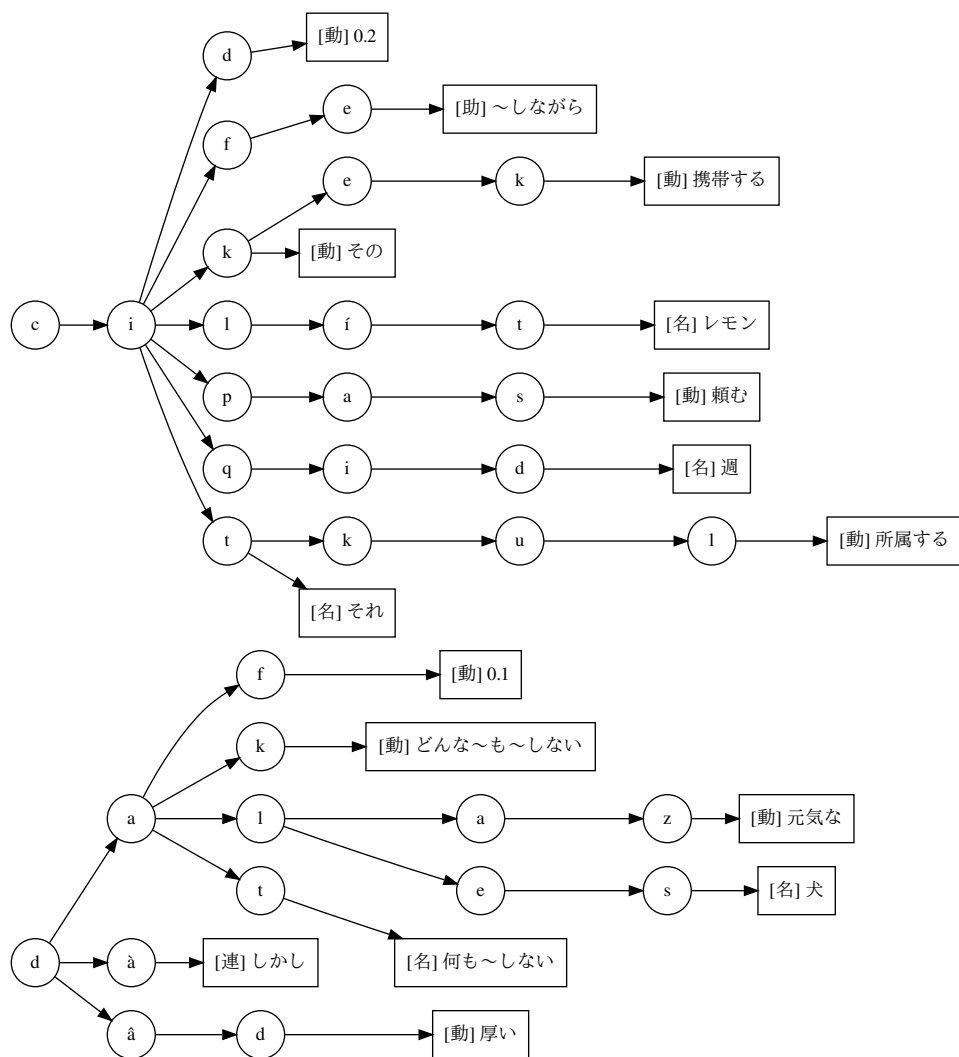 d
[動] 0.2
f
e
[助] 〜しながら
e
k
[動] 携帯する
k
[動] その
c
i
l
í
t
[名] レモン
p
a
s
[動] 頼む
q
i
d
[名] 週
t
k
u
l
[動] 所属する
[名] それ
f
[動] 0.1
k
[動] どんな〜も〜しない
a
l
a
z
[動] 元気な
e
s
[名] 犬
t
[名] 何も〜しない
d
à
[連] しかし
â
d
[動] 厚い